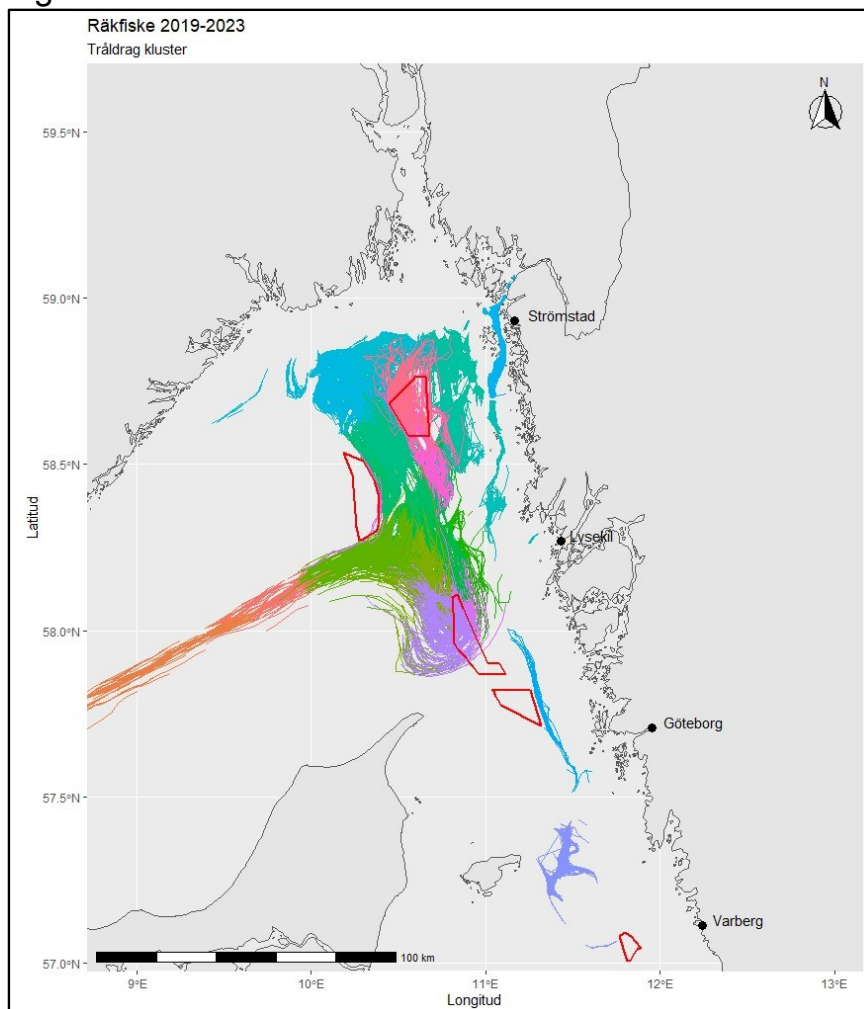 Räkfiske 2019-2023
Tråldrag kluster
N
59.5°N
59.0°N
Strömstad
58.5°N
Latitud
Lysekil
58.0°N
Göteborg
57.5°N
Varberg
100 km
57.0°N
9°E
10°E
11°E
12°E
13°E
Longitud